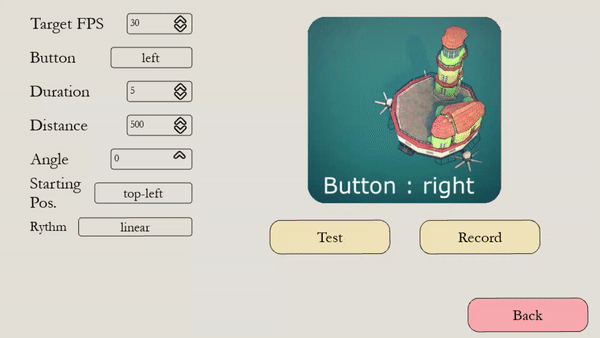 Target FPS 30
Button left
Duration 5
Distance 500
Angle 0
Starting
Pos. top-left
Rythm linear
Button : right
Test Record
Back